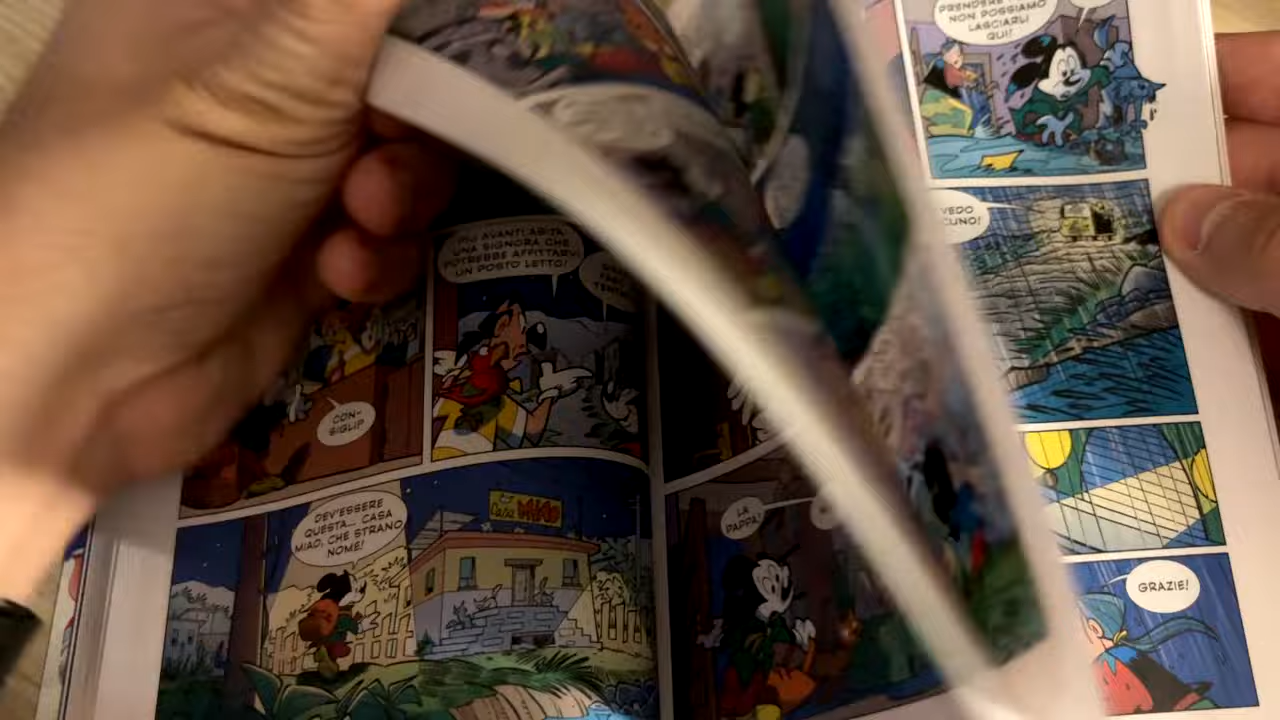 PRENDERE
NON POSSIAMO
LASCIARLI
QUI!
VEDO
CUNO!
GRAZIE!
PIÙ AVANTI ABITA
UNA SIGNORA CHE
POTREBBE AFFITTARVI
UN POSTO LETTO!
CON-
SIGLI?
DEV'ESSERE
QUESTA... CASA
MIAO, CHE STRANO
NOME!
Casa MIAO
LA
PAPPA!